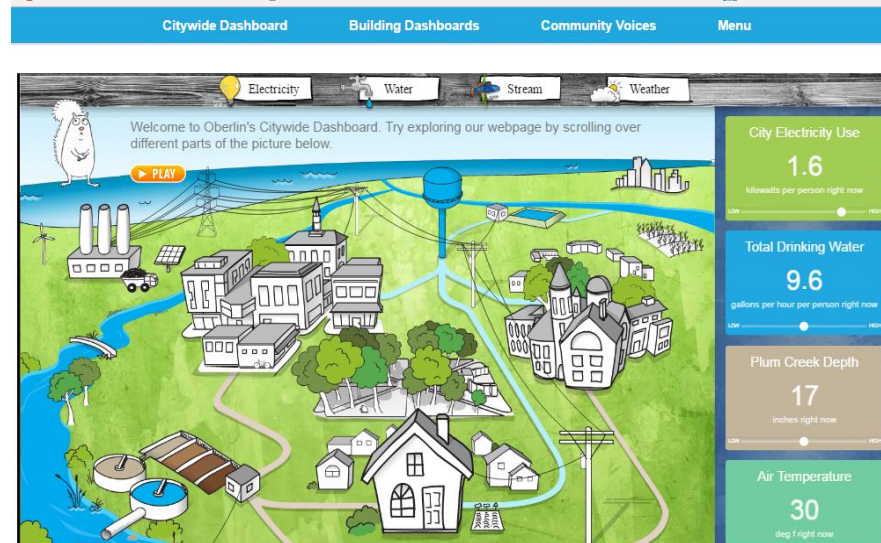 Citywide Dashboard Building Dashboards Community Voices Menu
Electricity Water Stream Weather
Welcome to Oberlin's Citywide Dashboard. Try exploring our webpage by scrolling over
different parts of the picture below.
PLAY
City Electricity Use
1.6
kilowatts per person right now
LOW HIGH
Total Drinking Water
9.6
gallons per hour per person right now
LOW HIGH
Plum Creek Depth
17
inches right now
LOW HIGH
Air Temperature
30
deg f right now